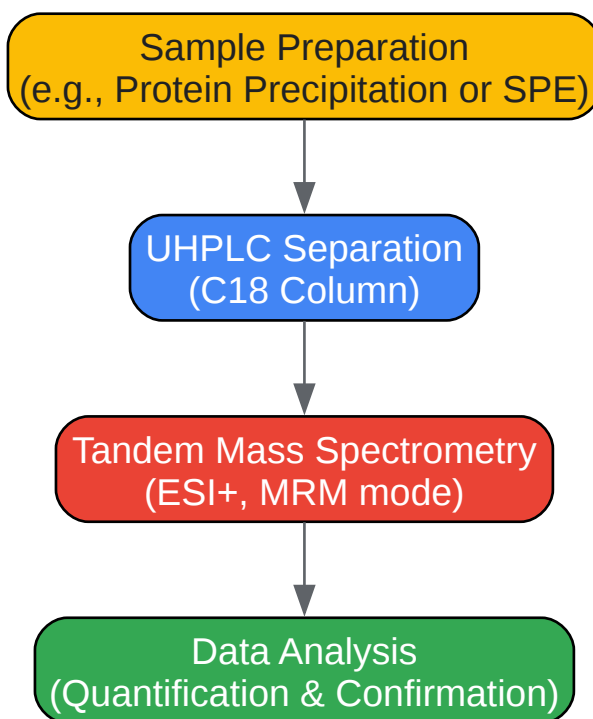 Sample Preparation
(e.g., Protein Precipitation or SPE)
UHPLC Separation
(C18 Column)
Tandem Mass Spectrometry
(ESI+, MRM mode)
Data Analysis
(Quantification & Confirmation)